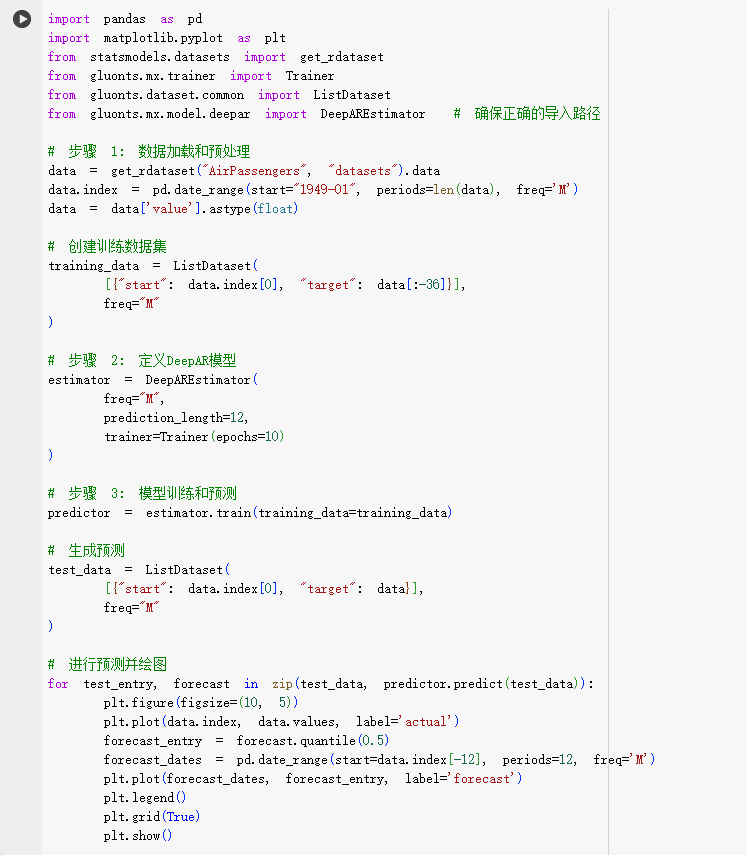 import pandas as pd
import matplotlib.pyplot as plt
from statsmodels.datasets import get_rdataset
from gluonts.mx.trainer import Trainer
from gluonts.dataset.common import ListDataset
from gluonts.mx.model.deepar import DeepAREstimator  # 确保正确的导入路径

# 步骤 1: 数据加载和预处理
data = get_rdataset("AirPassengers", "datasets").data
data.index = pd.date_range(start="1949-01", periods=len(data), freq='M')
data = data['value'].astype(float)

# 创建训练数据集
training_data = ListDataset(
    [{"start": data.index[0], "target": data[:-36]}],
    freq="M"
)

# 步骤 2: 定义DeepAR模型
estimator = DeepAREstimator(
    freq="M",
    prediction_length=12,
    trainer=Trainer(epochs=10)
)

# 步骤 3: 模型训练和预测
predictor = estimator.train(training_data=training_data)

# 生成预测
test_data = ListDataset(
    [{"start": data.index[0], "target": data}],
    freq="M"
)

# 进行预测并绘图
for test_entry, forecast in zip(test_data, predictor.predict(test_data)):
    plt.figure(figsize=(10, 5))
    plt.plot(data.index, data.values, label='actual')
    forecast_entry = forecast.quantile(0.5)
    forecast_dates = pd.date_range(start=data.index[-12], periods=12, freq='M')
    plt.plot(forecast_dates, forecast_entry, label='forecast')
    plt.legend()
    plt.grid(True)
    plt.show()